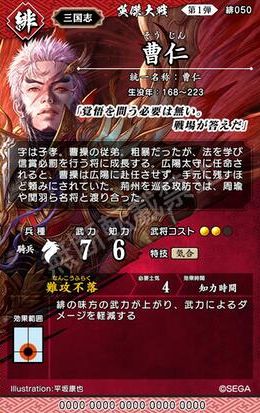 緋
三国志
英傑大戦
第1弾
緋050
そう じん
曹仁
統一名称：曹仁
生没年：168～223
「覚悟を問う必要は無い。
戦場が答えだ」
字は子孝。曹操の従弟。粗暴だったが、法を学び
信賞必罰を行う将に成長する。広陽太守に任命さ
れると、曹操は広陽に赴任させず、手元に残すほ
ど頼みにされていた。荊州を巡る攻防では、周瑜
や関羽ら名将と渡り合った。
兵種 武力 知力 武将コスト
騎兵 7 6 特技 気合
なんこうふらく
難攻不落
必要士気 効果時間
4 知力時間
効果範囲
緋の味方の武力が上がり、武力によるダ
メージを軽減する
Illustration:平坂康也
©SEGA
0000 0000 0000 0000 0000